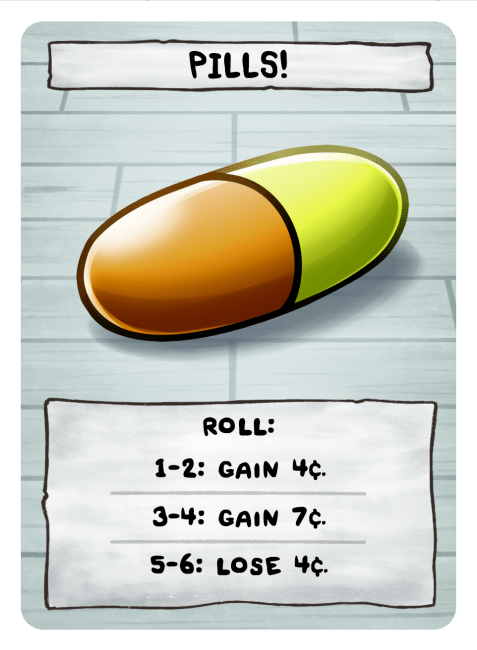 PILLS!
ROLL:
1-2: GAIN 4¢.
3-4: GAIN 7¢.
5-6: LOSE 4¢.